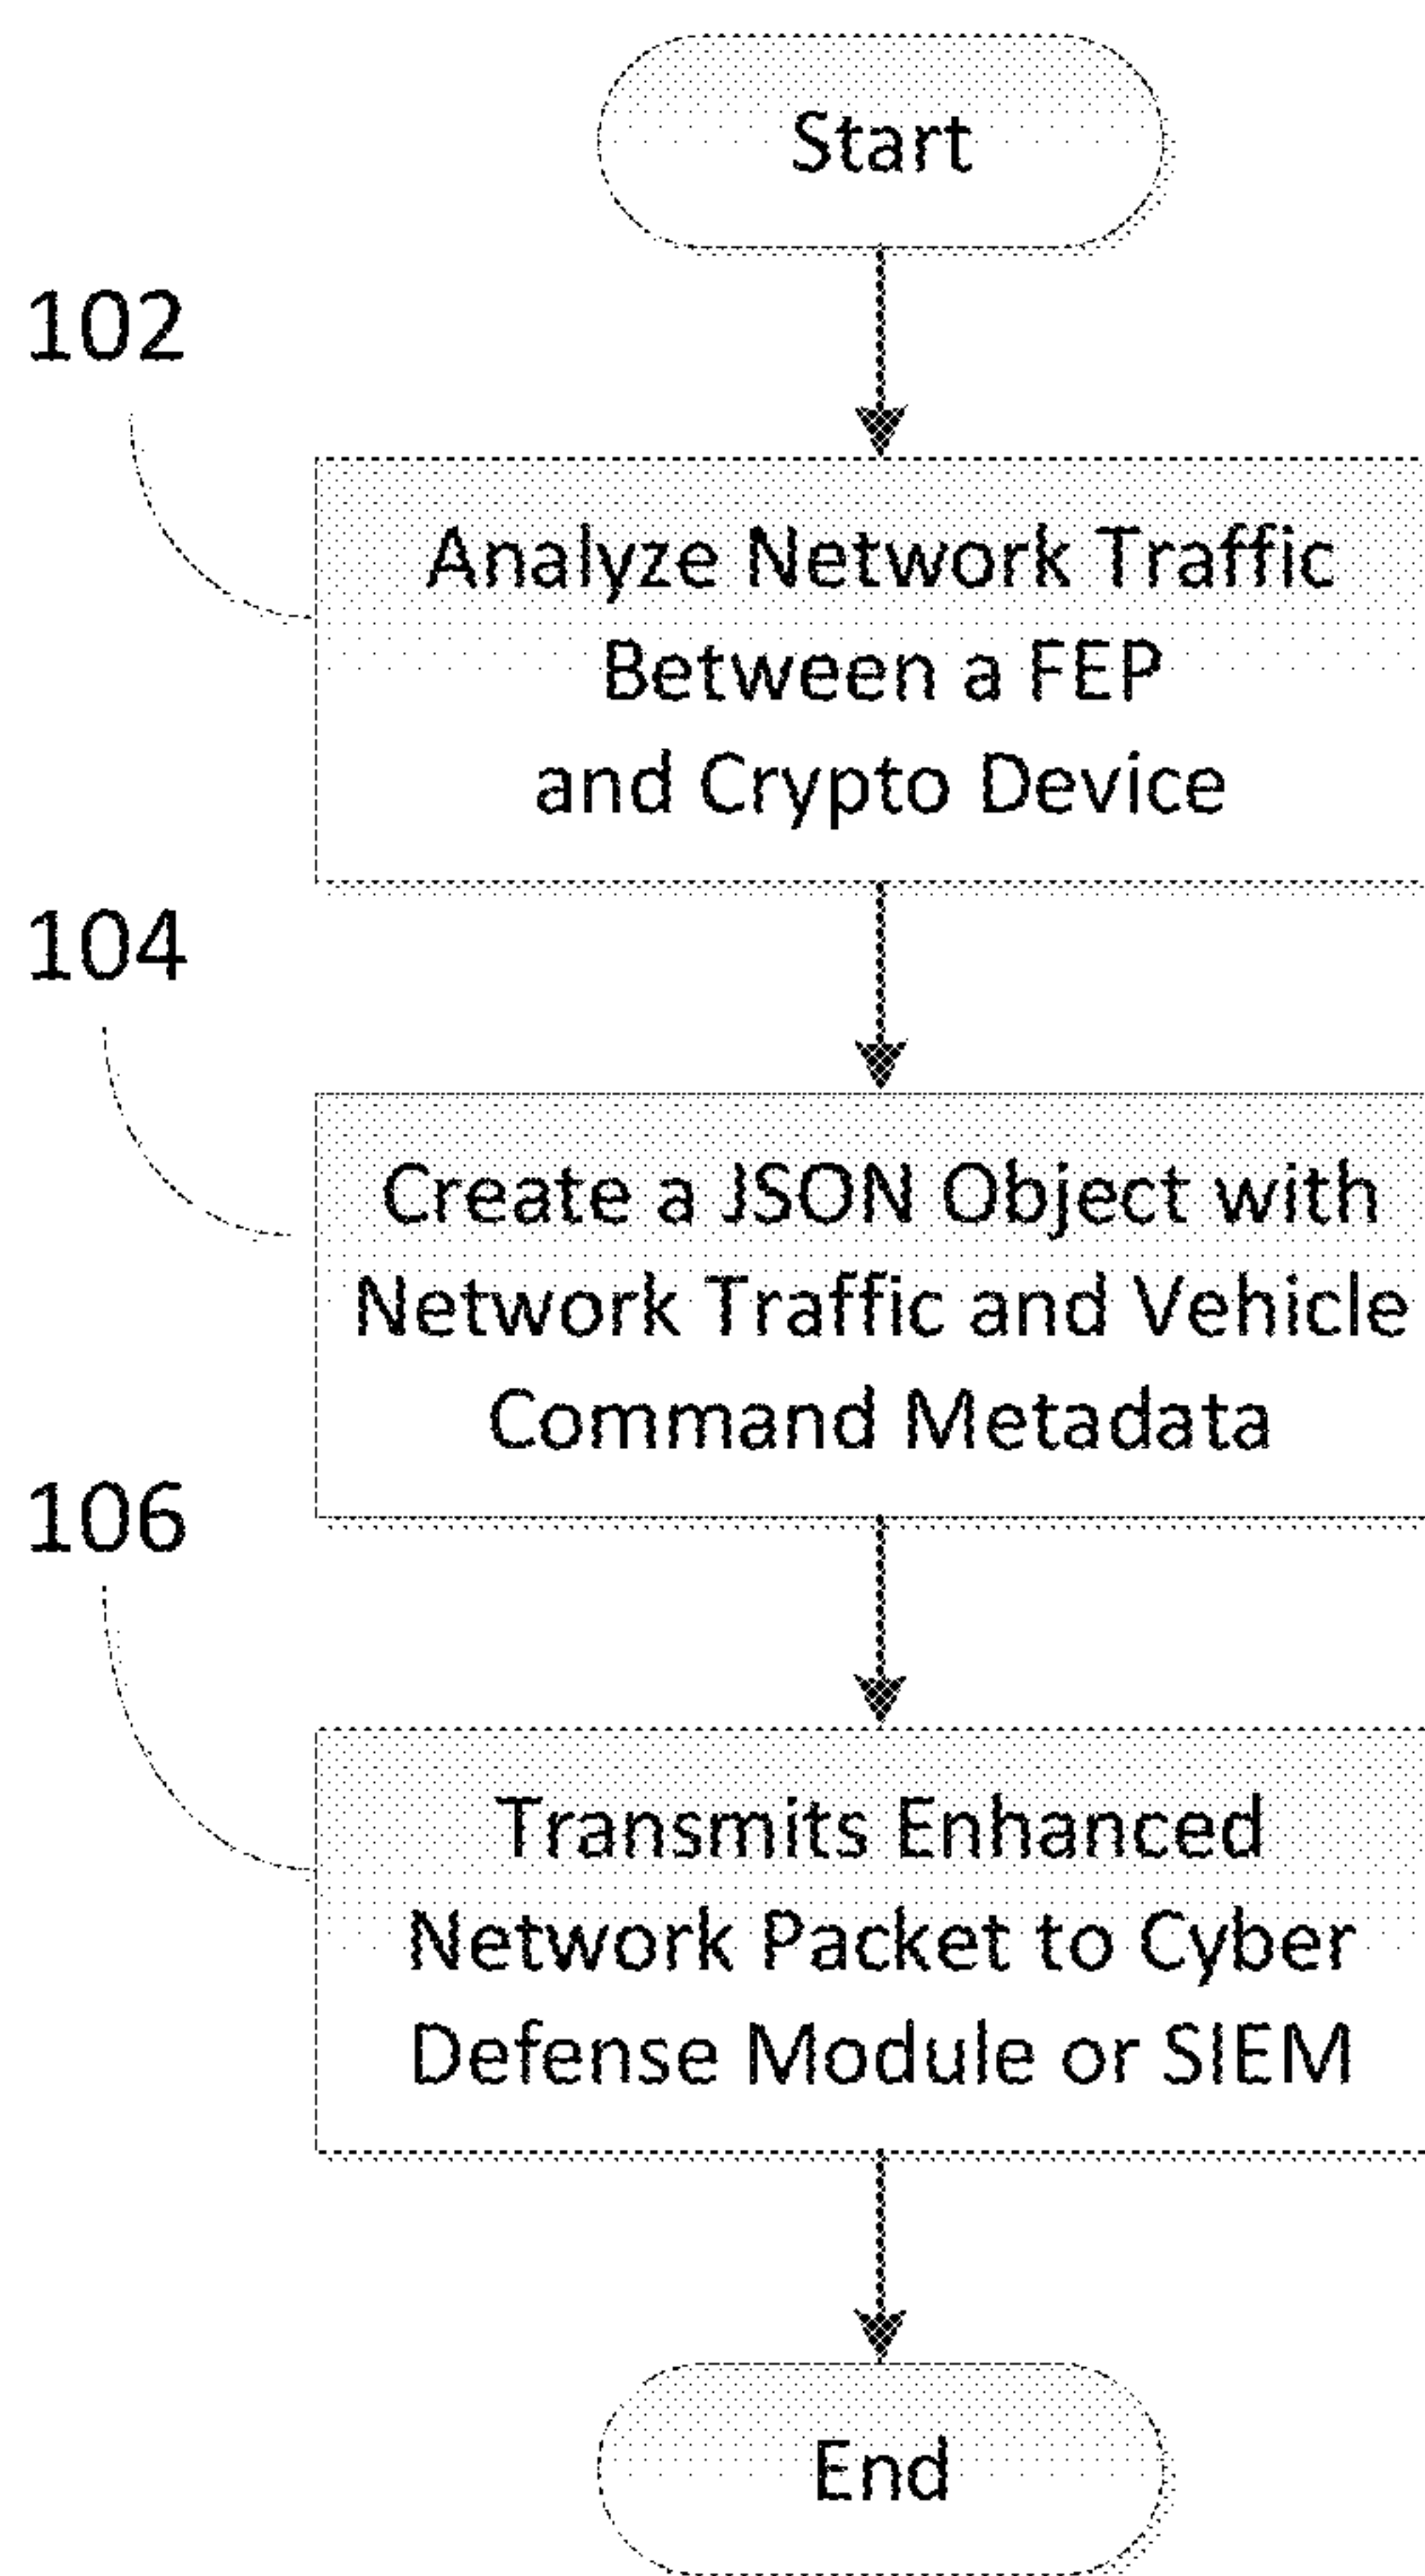 Start
102
Analyze Network Traffic
Between a FEP
and Crypto Device
104
Create a JSON Object with
Network Traffic and Vehicle
Command Metadata
106
Transmits Enhanced
Network Packet to Cyber
Defense Module or SIEM
End